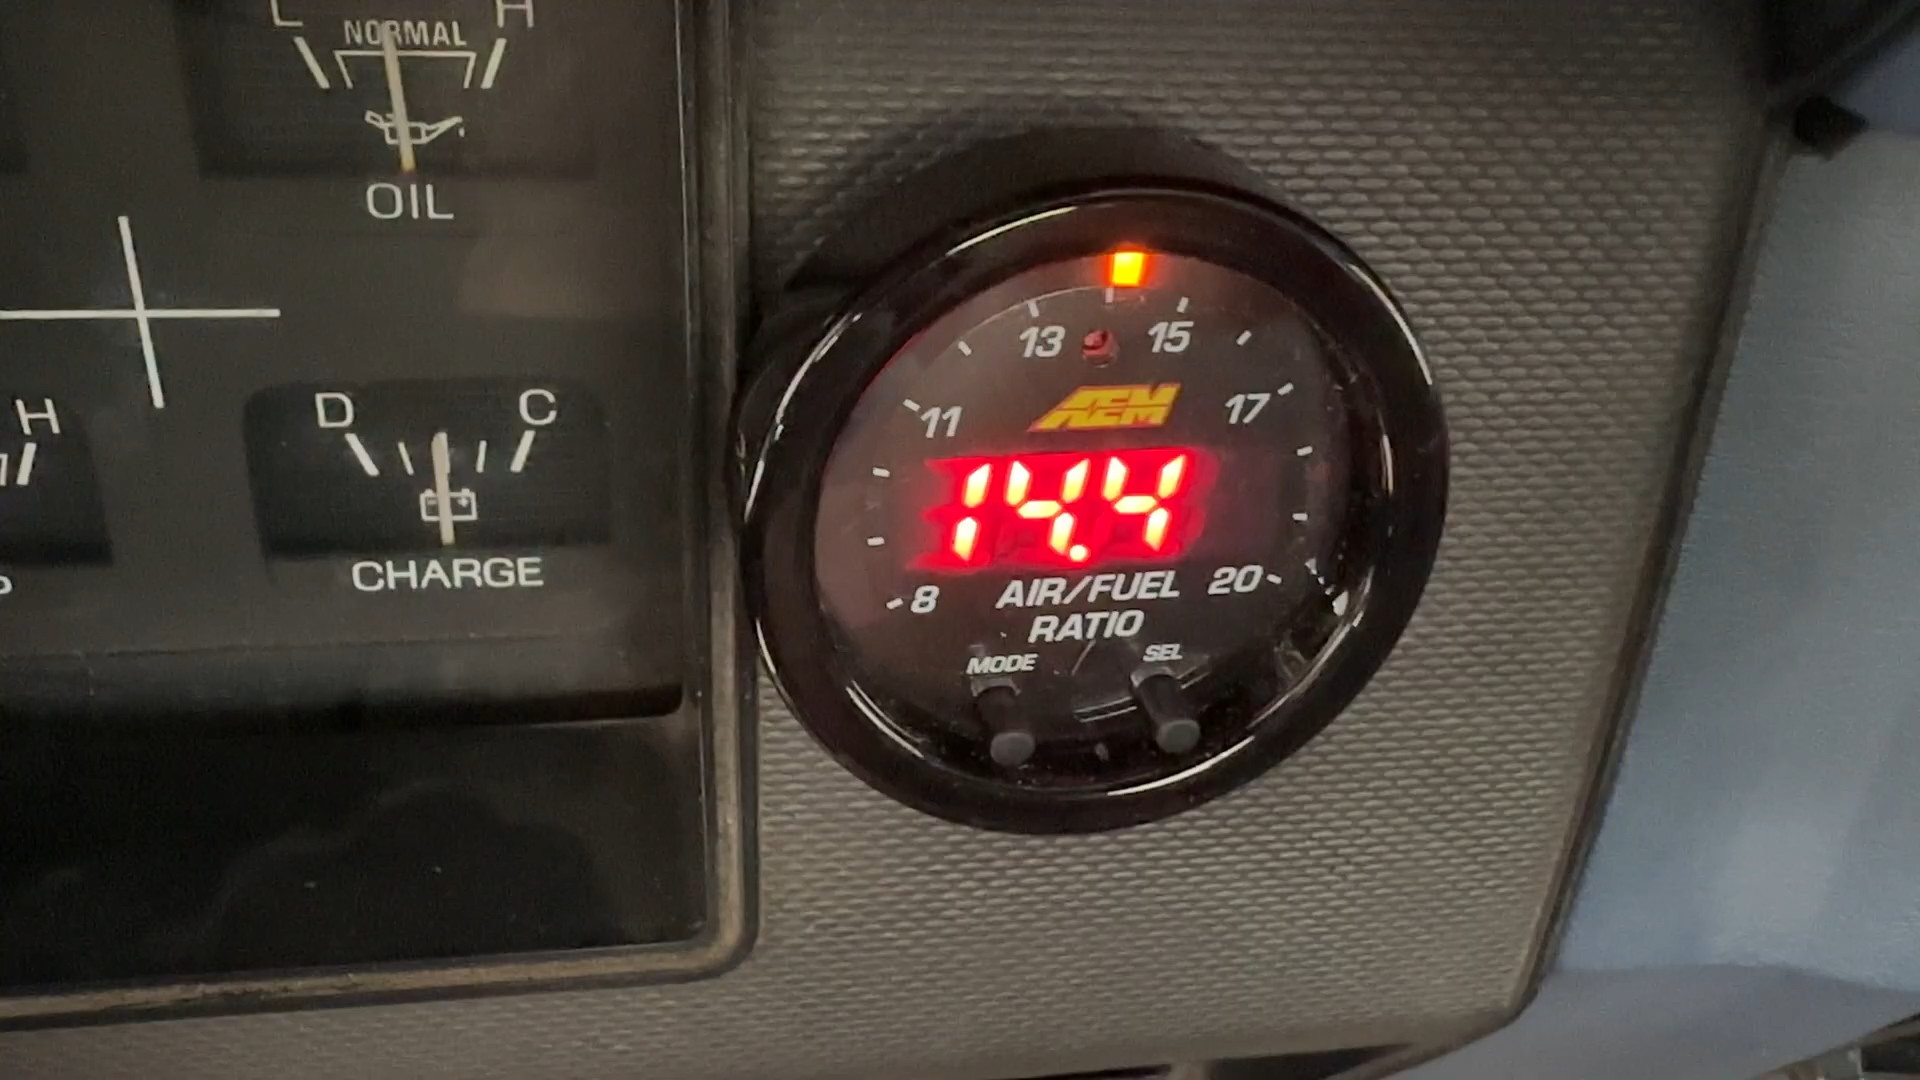 L H
NORMAL
OIL
H
D C
CHARGE
13 15
11 17
AEM
14.4
8 20
AIR/FUEL
RATIO
MODE SEL